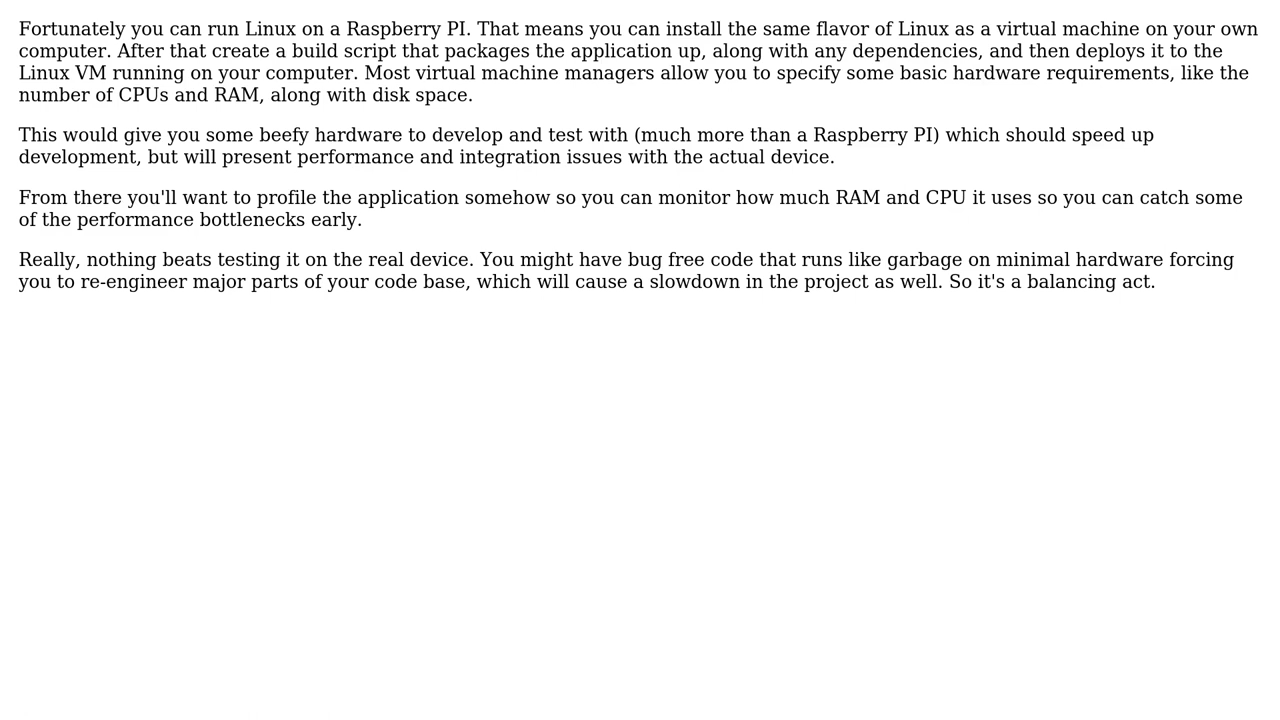 Fortunately you can run Linux on a Raspberry PI. That means you can install the same flavor of Linux as a virtual machine on your own
computer. After that create a build script that packages the application up, along with any dependencies, and then deploys it to the
Linux VM running on your computer. Most virtual machine managers allow you to specify some basic hardware requirements, like the
number of CPUs and RAM, along with disk space.
This would give you some beefy hardware to develop and test with (much more than a Raspberry PI) which should speed up
development, but will present performance and integration issues with the actual device.
From there you'll want to profile the application somehow so you can monitor how much RAM and CPU it uses so you can catch some
of the performance bottlenecks early.
Really, nothing beats testing it on the real device. You might have bug free code that runs like garbage on minimal hardware forcing
you to re-engineer major parts of your code base, which will cause a slowdown in the project as well. So it's a balancing act.